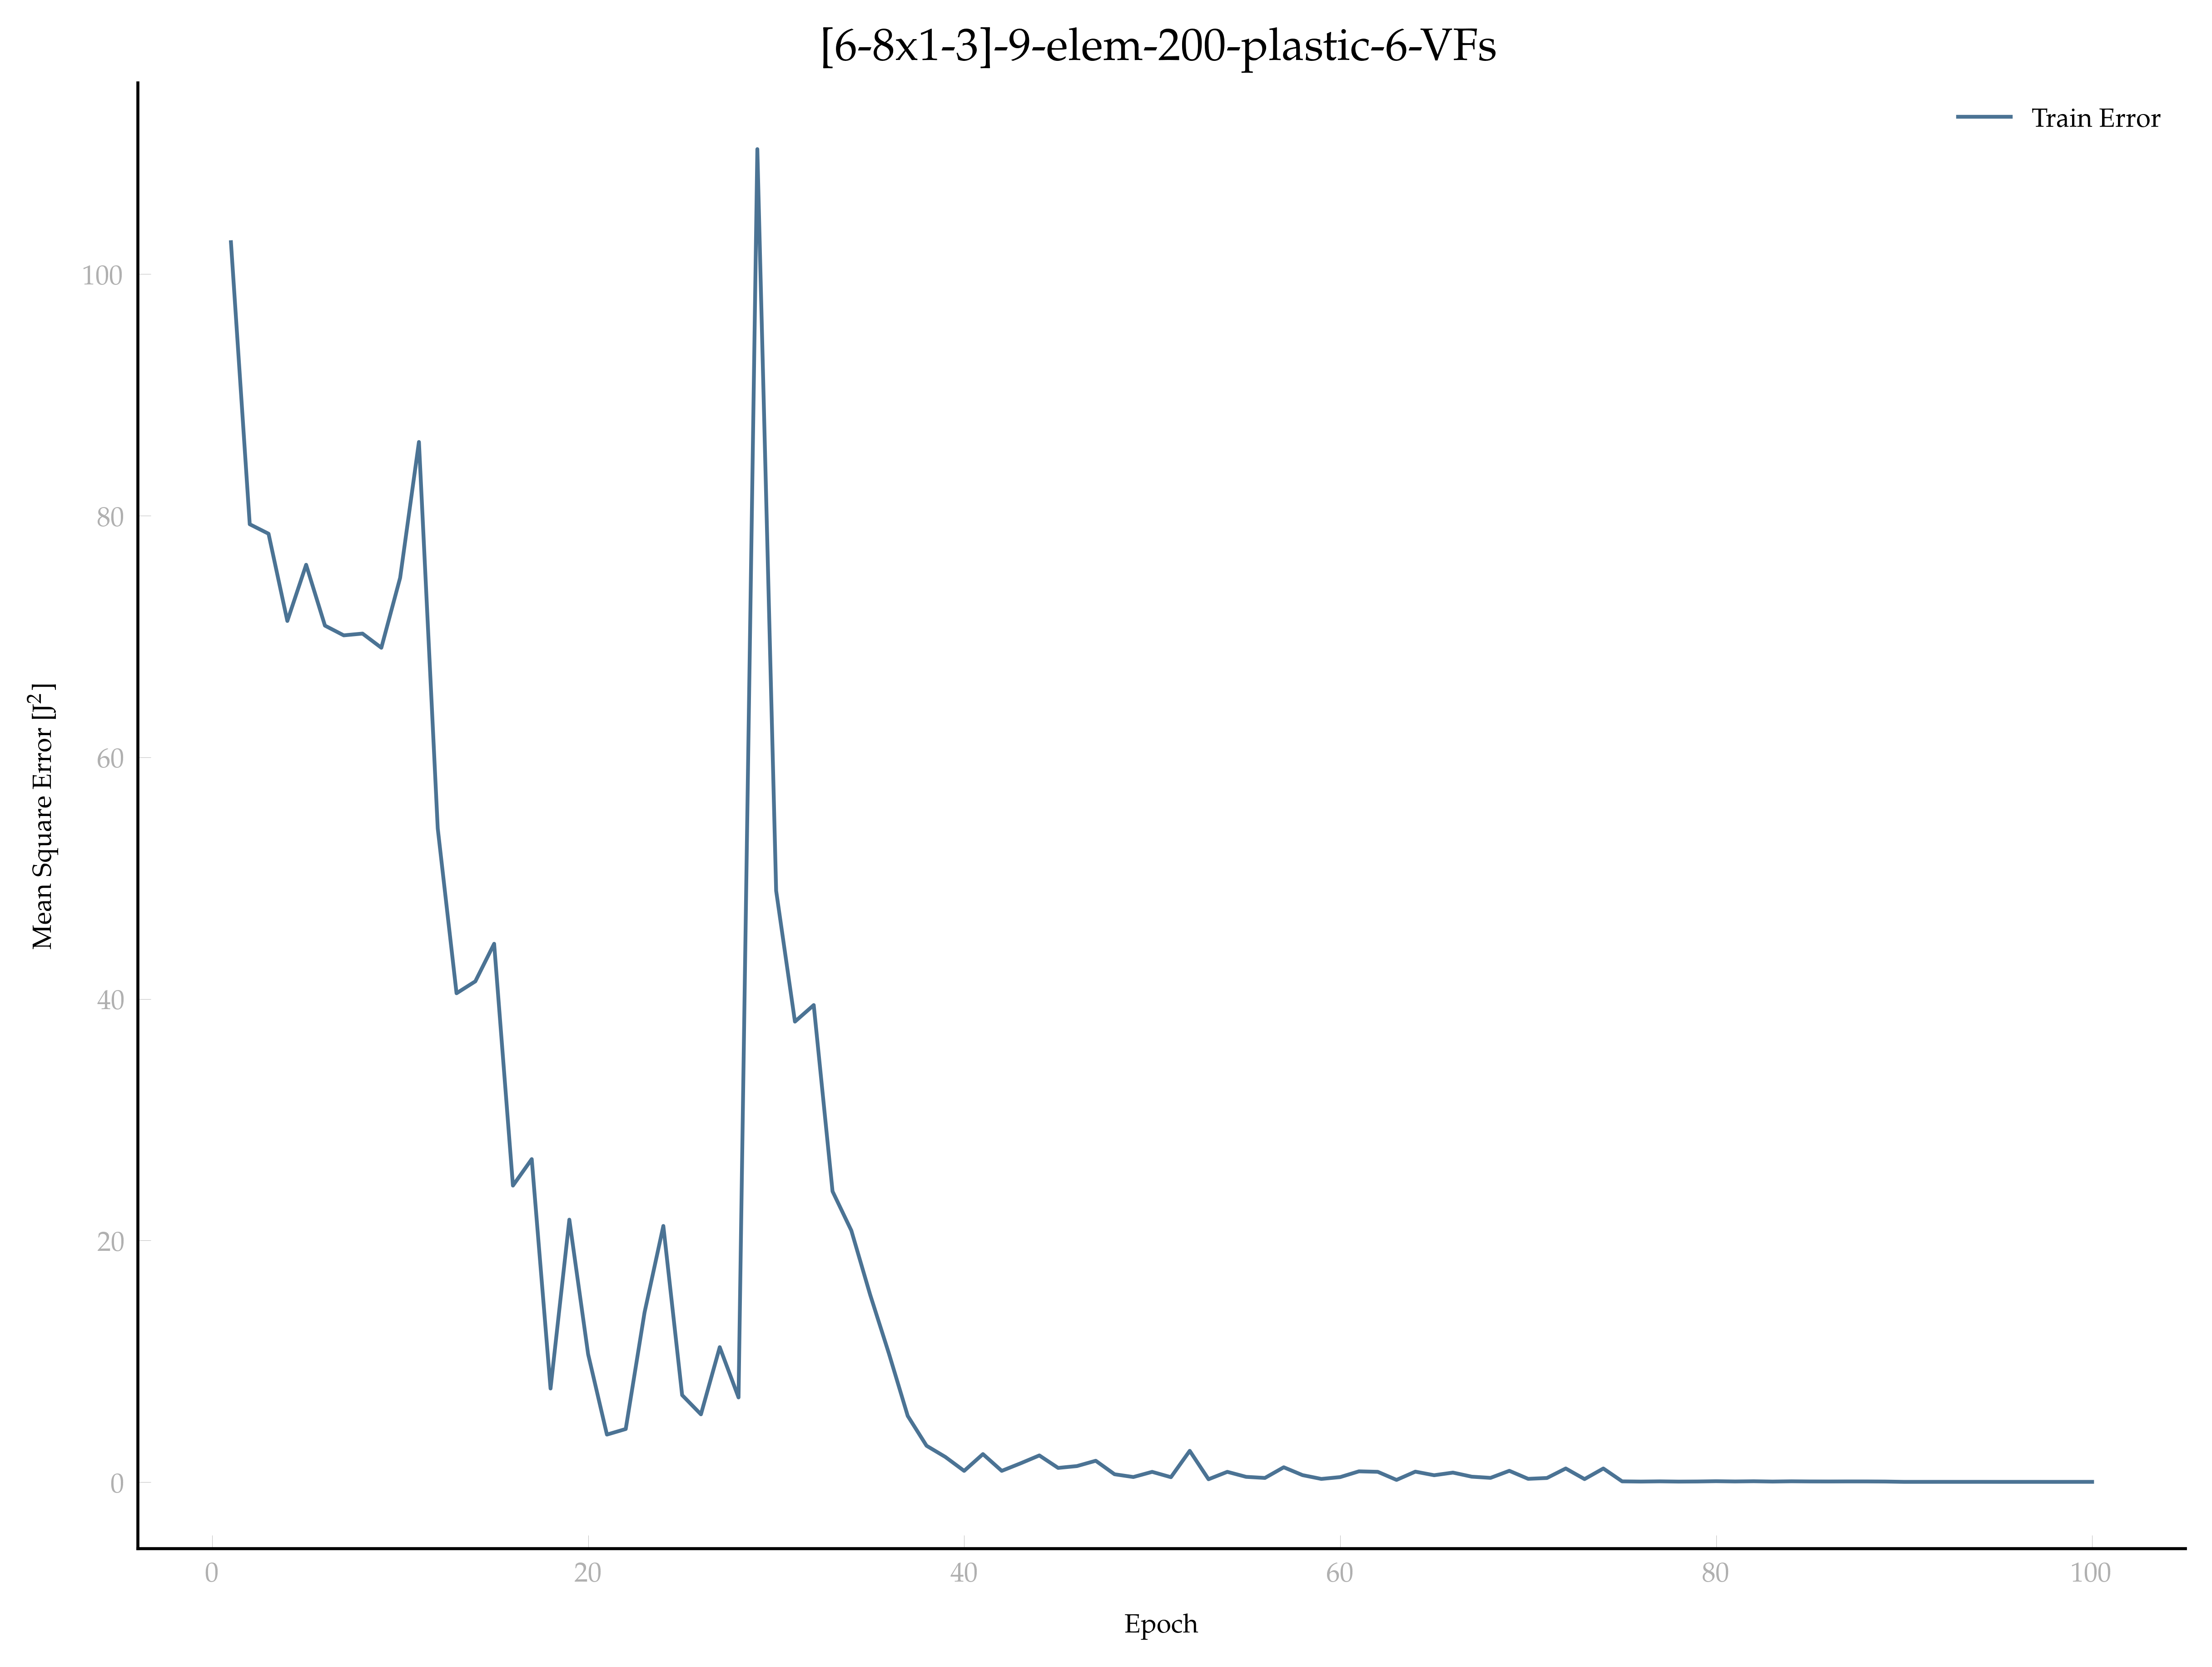 [6-8x1-3]-9-elem-200-plastic-6-VFs
Train Error
100
80
60
40
20
0
Mean Square Error [J²]
0 20 40 60 80 100
Epoch